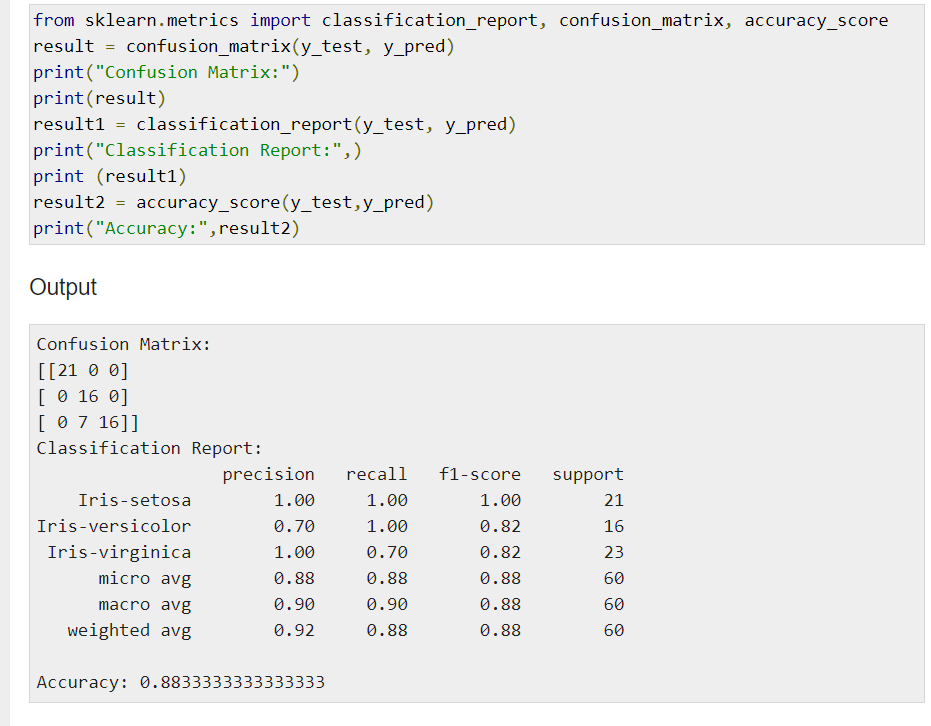 from sklearn.metrics import classification_report, confusion_matrix, accuracy_score
result = confusion_matrix(y_test, y_pred)
print("Confusion Matrix:")
print(result)
result1 = classification_report(y_test, y_pred)
print("Classification Report:",)
print (result1)
result2 = accuracy_score(y_test,y_pred)
print("Accuracy:",result2)
Output
Confusion Matrix:
[[21 0 0]
[ 0 16 0]
[ 0 7 16]]
Classification Report:
precision recall f1-score support
Iris-setosa 1.00 1.00 1.00 21
Iris-versicolor 0.70 1.00 0.82 16
Iris-virginica 1.00 0.70 0.82 23
micro avg 0.88 0.88 0.88 60
macro avg 0.90 0.90 0.88 60
weighted avg 0.92 0.88 0.88 60
Accuracy: 0.8833333333333333